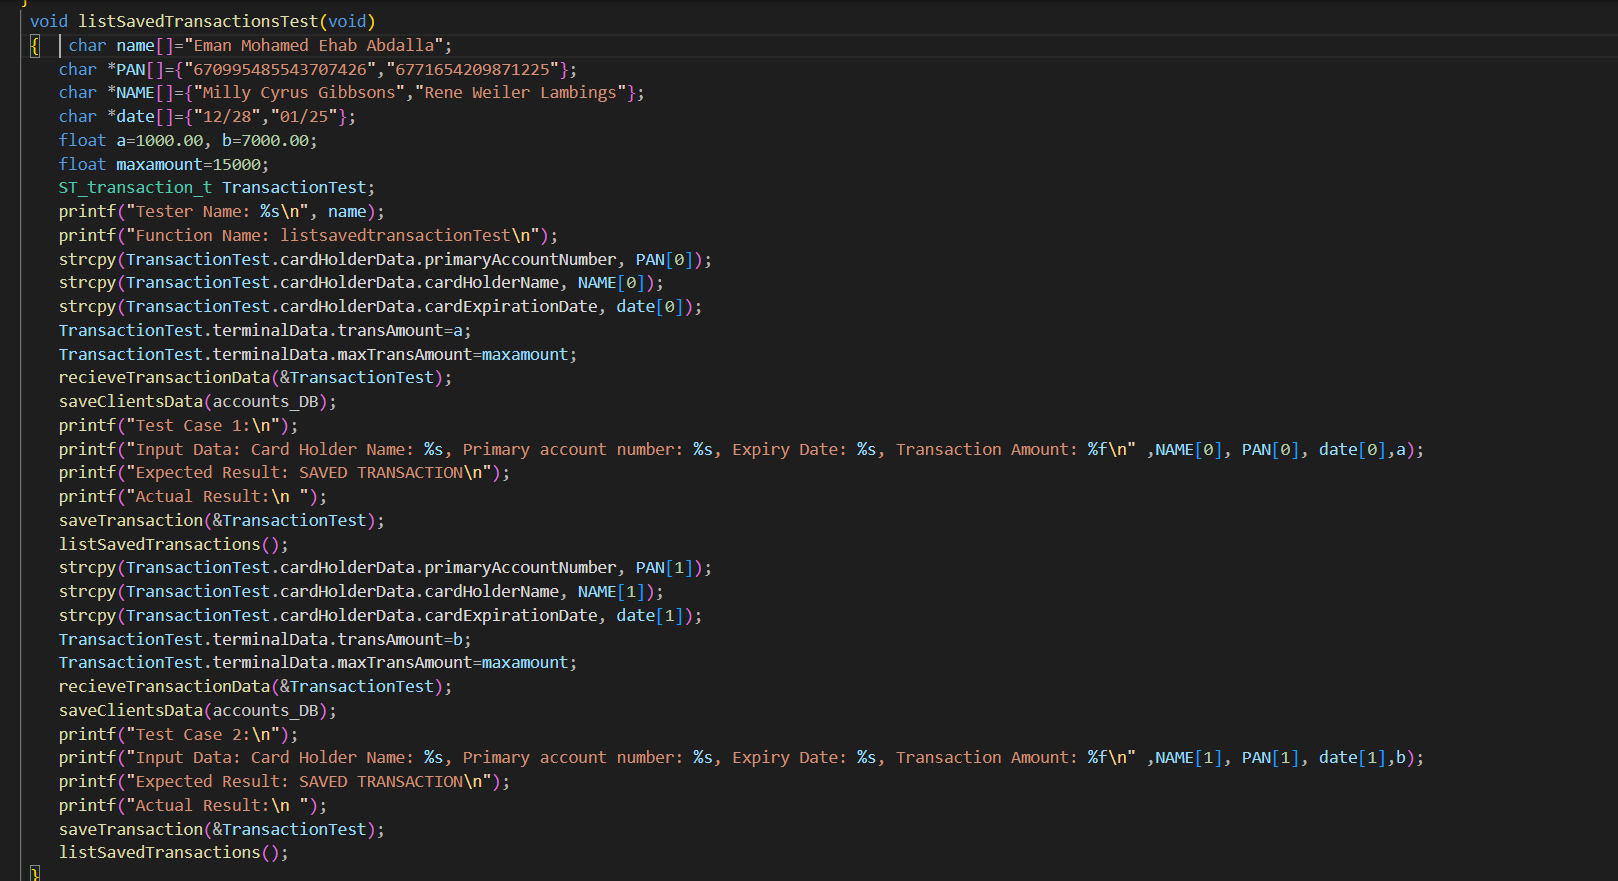 }
void listSavedTransactionsTest(void)
{ char name[]="Eman Mohamed Ehab Abdalla";
char *PAN[]={"670995485543707426","6771654209871225"};
char *NAME[]={"Milly Cyrus Gibbsons","Rene Weiler Lambings"};
char *date[]={"12/28","01/25"};
float a=1000.00, b=7000.00;
float maxamount=15000;
ST_transaction_t TransactionTest;
printf("Tester Name: %s\n", name);
printf("Function Name: listsavedtransactionTest\n");
strcpy(TransactionTest.cardHolderData.primaryAccountNumber, PAN[0]);
strcpy(TransactionTest.cardHolderData.cardHolderName, NAME[0]);
strcpy(TransactionTest.cardHolderData.cardExpirationDate, date[0]);
TransactionTest.terminalData.transAmount=a;
TransactionTest.terminalData.maxTransAmount=maxamount;
recieveTransactionData(&TransactionTest);
saveClientsData(accounts_DB);
printf("Test Case 1:\n");
printf("Input Data: Card Holder Name: %s, Primary account number: %s, Expiry Date: %s, Transaction Amount: %f\n" ,NAME[0], PAN[0], date[0],a);
printf("Expected Result: SAVED TRANSACTION\n");
printf("Actual Result:\n ");
saveTransaction(&TransactionTest);
listSavedTransactions();
strcpy(TransactionTest.cardHolderData.primaryAccountNumber, PAN[1]);
strcpy(TransactionTest.cardHolderData.cardHolderName, NAME[1]);
strcpy(TransactionTest.cardHolderData.cardExpirationDate, date[1]);
TransactionTest.terminalData.transAmount=b;
TransactionTest.terminalData.maxTransAmount=maxamount;
recieveTransactionData(&TransactionTest);
saveClientsData(accounts_DB);
printf("Test Case 2:\n");
printf("Input Data: Card Holder Name: %s, Primary account number: %s, Expiry Date: %s, Transaction Amount: %f\n" ,NAME[1], PAN[1], date[1],b);
printf("Expected Result: SAVED TRANSACTION\n");
printf("Actual Result:\n ");
saveTransaction(&TransactionTest);
listSavedTransactions();
}